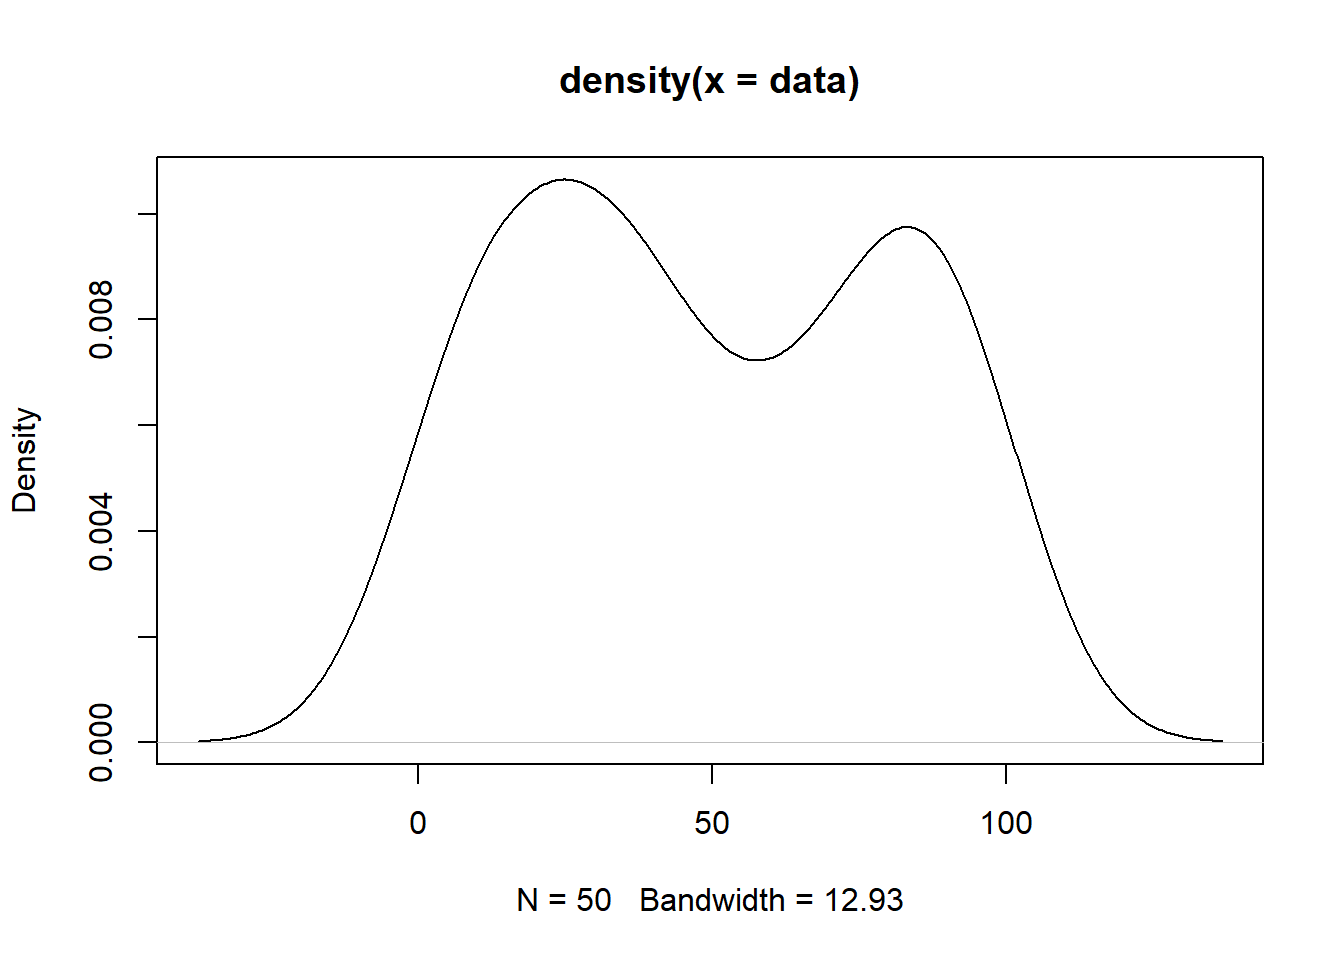 density(x = data)
Density
0.000
0.004
0.008
0
50
100
N = 50   Bandwidth = 12.93